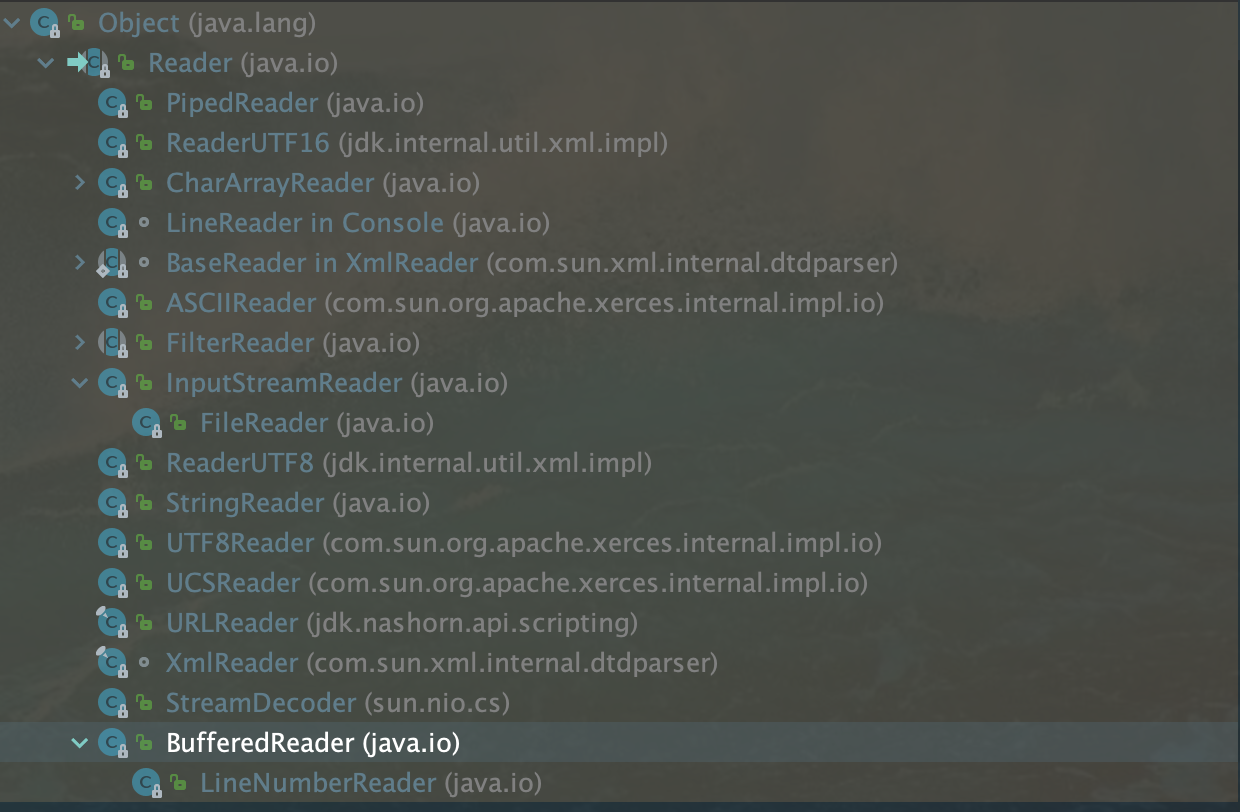 Object (java.lang)
Reader (java.io)
PipedReader (java.io)
ReaderUTF16 (jdk.internal.util.xml.impl)
CharArrayReader (java.io)
LineReader in Console (java.io)
BaseReader in XmlReader (com.sun.xml.internal.dtdparser)
ASCIIReader (com.sun.org.apache.xerces.internal.impl.io)
FilterReader (java.io)
InputStreamReader (java.io)
FileReader (java.io)
ReaderUTF8 (jdk.internal.util.xml.impl)
StringReader (java.io)
UTF8Reader (com.sun.org.apache.xerces.internal.impl.io)
UCSReader (com.sun.org.apache.xerces.internal.impl.io)
URLReader (jdk.nashorn.api.scripting)
XmlReader (com.sun.xml.internal.dtdparser)
StreamDecoder (sun.nio.cs)
BufferedReader (java.io)
LineNumberReader (java.io)